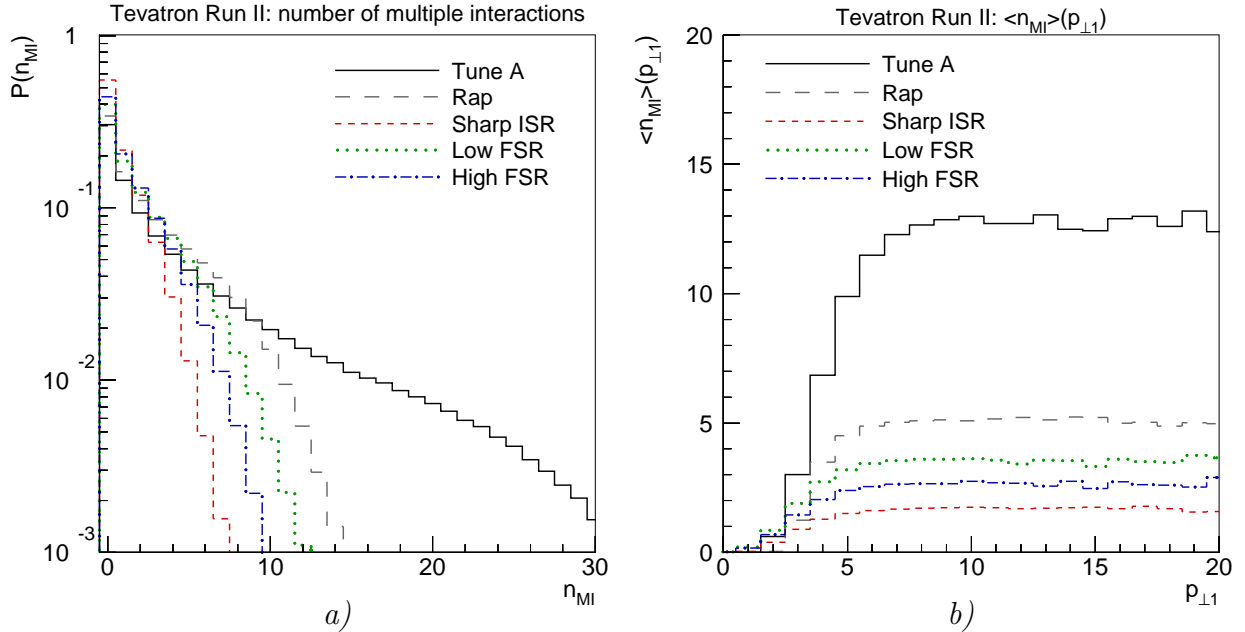 Tevatron Run II: number of multiple interactions
P(n_MI)
1
10^-1
10^-2
10^-3
Tune A
Rap
Sharp ISR
Low FSR
High FSR
0 10 20 30
n_MI
a)
Tevatron Run II: <n_MI>(p_⊥1)
<n_MI>(p_⊥1)
20
15
10
5
0
Tune A
Rap
Sharp ISR
Low FSR
High FSR
0 5 10 15 20
p_⊥1
b)